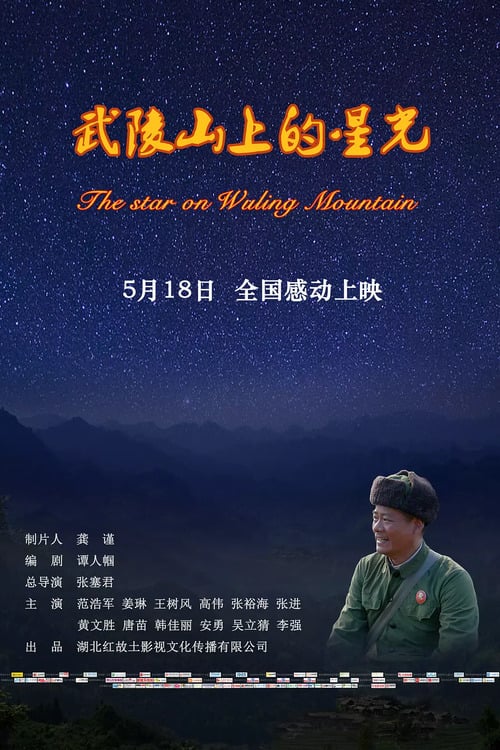 武陵山上的星光
The star on Wuling Mountain
5月18日 全国感动上映
制片人 龚 谨
编 剧 谭人帼
总导演 张塞君
主 演 范浩军 姜琳 王树风 高伟 张裕海 张进
黄文胜 唐苗 韩佳丽 安勇 吴立猜 李强
出 品 湖北红故土影视文化传播有限公司